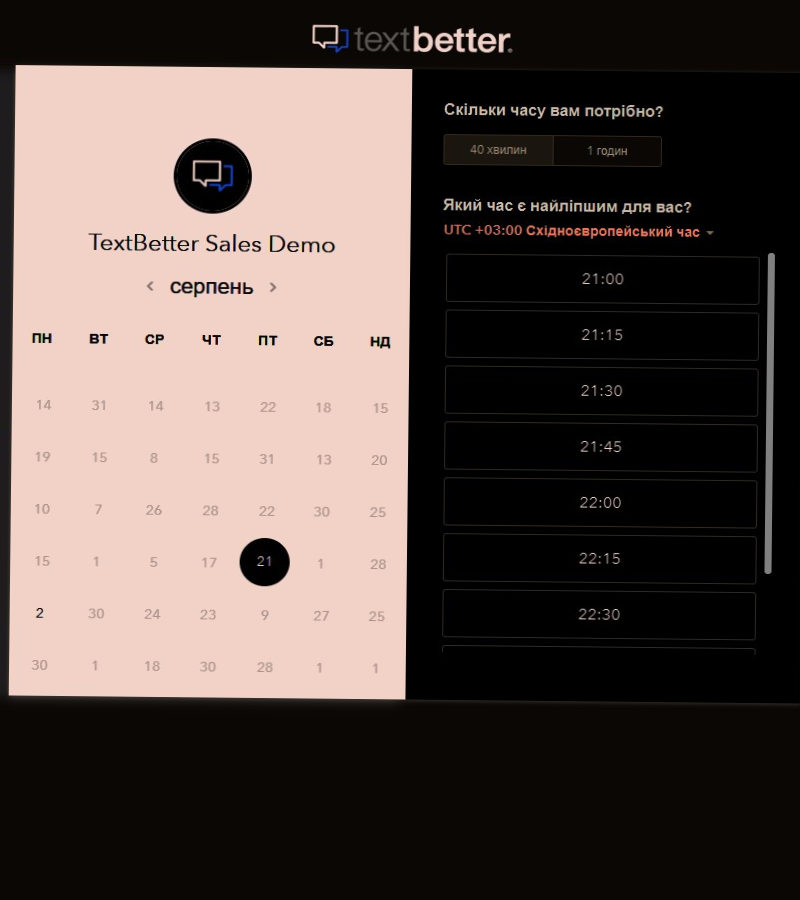 textbetter.
TextBetter Sales Demo
серпень
ПН ВТ СР ЧТ ПТ СБ НД
14 31 14 13 22 18 15
19 15 8 15 31 13 20
10 7 26 28 22 30 25
15 1 5 17 21 1 28
2 30 24 23 9 27 25
30 1 18 30 28 1 1
Скільки часу вам потрібно?
40 хвилин 1 годин
Який час є найліпшим для вас?
UTC +03:00 Східноєвропейський час
21:00
21:15
21:30
21:45
22:00
22:15
22:30